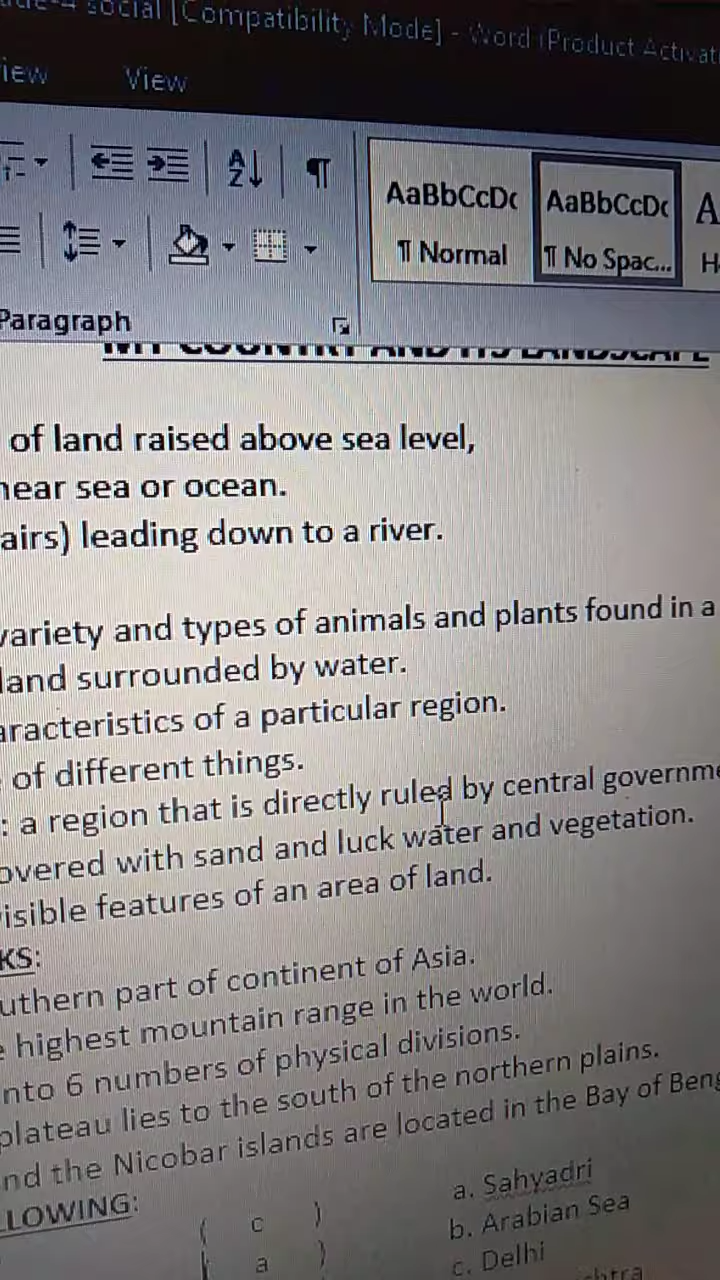 social [Compatibility Mode] - Word (Product Activat
iew View
AaBbCcDc AaBbCcDc A
¶ Normal ¶ No Spac... H
Paragraph
MY COUNTRY AND ITS LANDSCAPE
of land raised above sea level,
near sea or ocean.
airs) leading down to a river.
variety and types of animals and plants found in a
land surrounded by water.
aracteristics of a particular region.
of different things.
: a region that is directly ruled by central governme
overed with sand and luck water and vegetation.
isible features of an area of land.
KS:
uthern part of continent of Asia.
e highest mountain range in the world.
nto 6 numbers of physical divisions.
plateau lies to the south of the northern plains.
nd the Nicobar islands are located in the Bay of Beng
LLOWING:
( c ) a. Sahyadri
( a ) b. Arabian Sea
c. Delhi